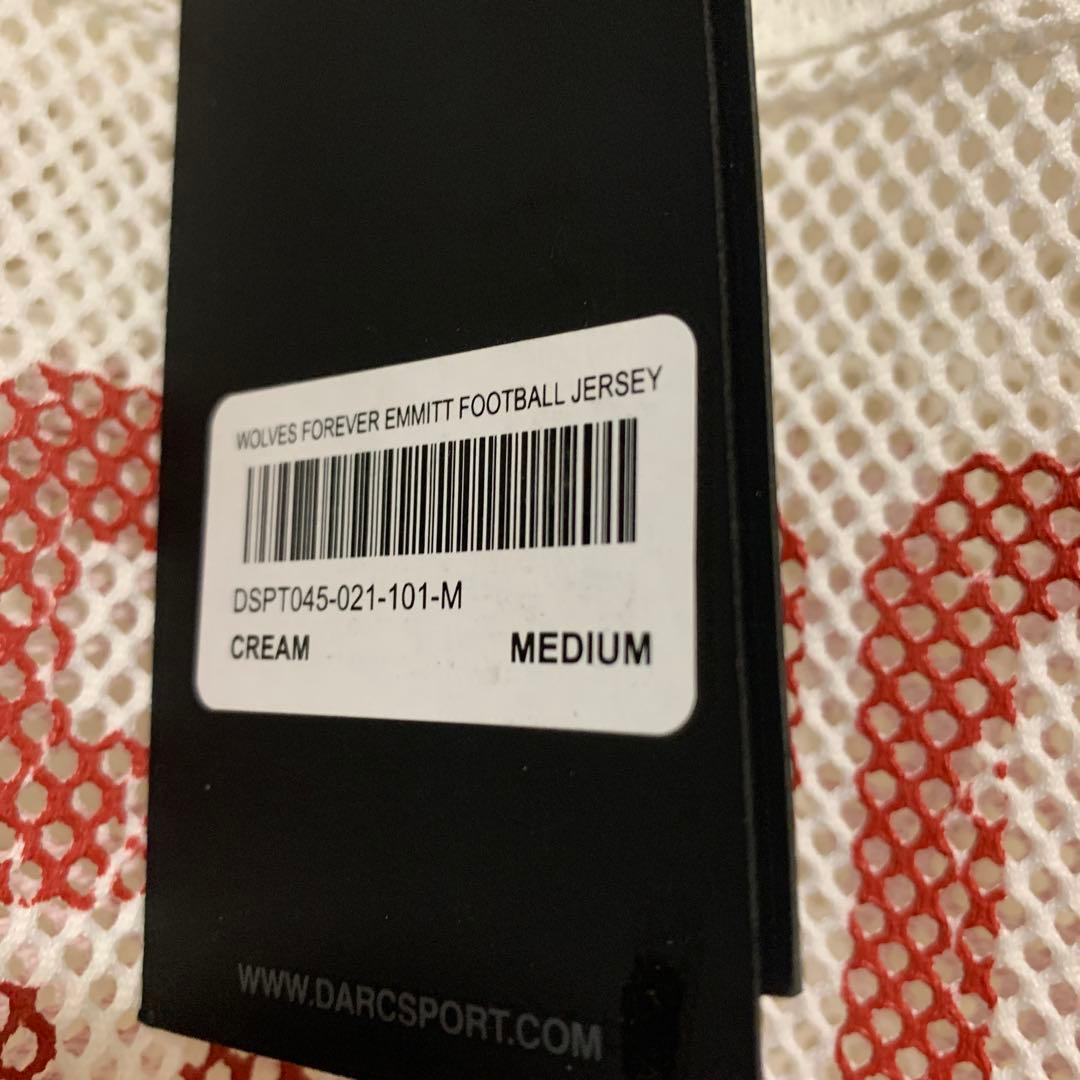 WOLVES FOREVER EMMITT FOOTBALL JERSEY
DSPT045-021-101-M
CREAM MEDIUM
WWW.DARCSPORT.COM